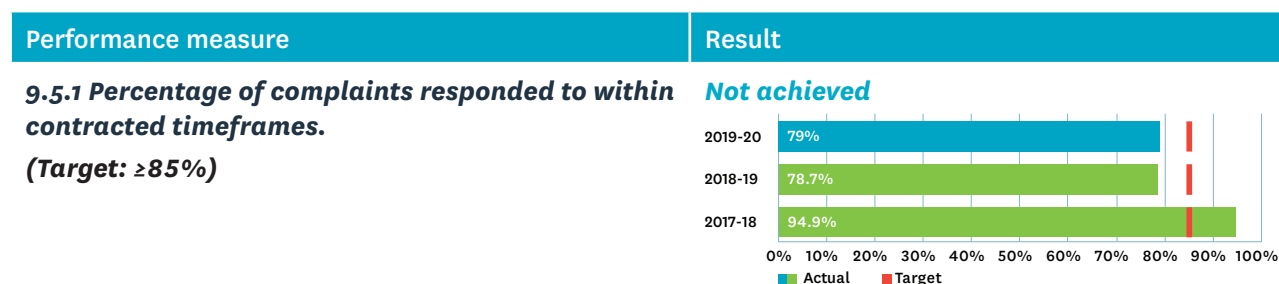 Performance measure
Result
9.5.1 Percentage of complaints responded to within
contracted timeframes.
(Target: ≥85%)
Not achieved
2019-20 79%
2018-19 78.7%
2017-18 94.9%
0% 10% 20% 30% 40% 50% 60% 70% 80% 90% 100%
Actual Target